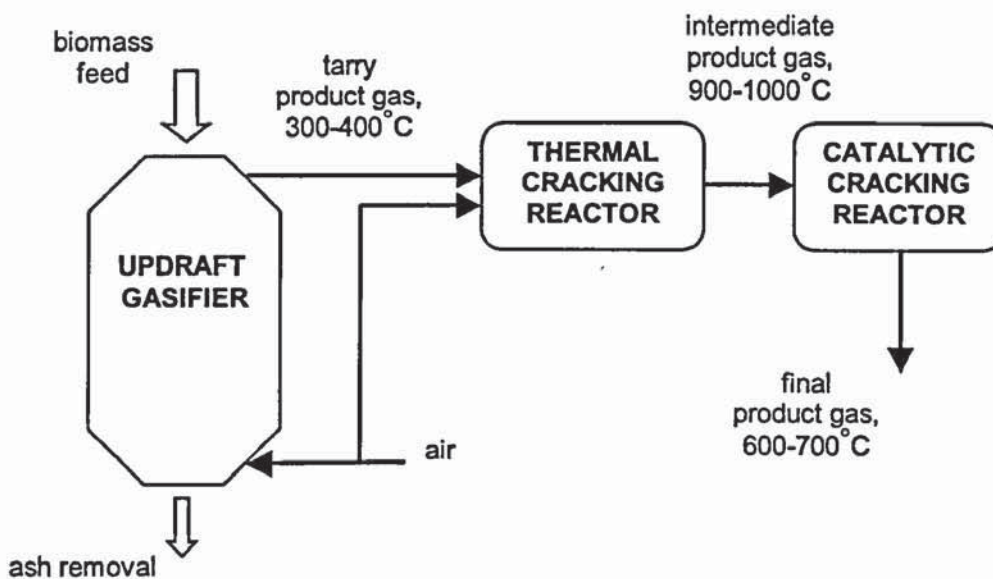 biomass
feed
tarry
product gas,
300-400°C
intermediate
product gas,
900-1000°C
THERMAL
CRACKING
REACTOR
CATALYTIC
CRACKING
REACTOR
UPDRAFT
GASIFIER
final
product gas,
600-700°C
air
ash removal